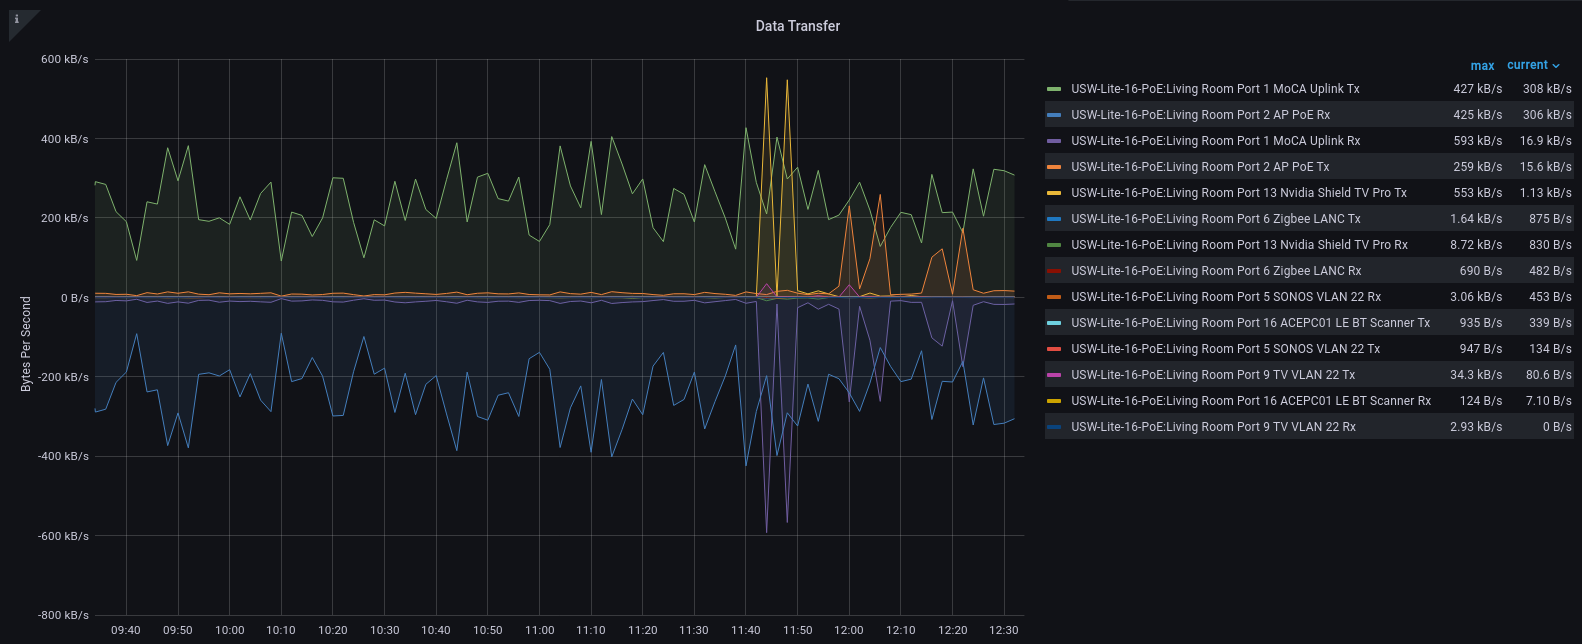 i
Data Transfer
Bytes Per Second
600 kB/s
400 kB/s
200 kB/s
0 B/s
-200 kB/s
-400 kB/s
-600 kB/s
-800 kB/s
09:40 09:50 10:00 10:10 10:20 10:30 10:40 10:50 11:00 11:10 11:20 11:30 11:40 11:50 12:00 12:10 12:20 12:30
max current
USW-Lite-16-PoE:Living Room Port 1 MoCA Uplink Tx 427 kB/s 308 kB/s
USW-Lite-16-PoE:Living Room Port 2 AP PoE Rx 425 kB/s 306 kB/s
USW-Lite-16-PoE:Living Room Port 1 MoCA Uplink Rx 593 kB/s 16.9 kB/s
USW-Lite-16-PoE:Living Room Port 2 AP PoE Tx 259 kB/s 15.6 kB/s
USW-Lite-16-PoE:Living Room Port 13 Nvidia Shield TV Pro Tx 553 kB/s 1.13 kB/s
USW-Lite-16-PoE:Living Room Port 6 Zigbee LANC Tx 1.64 kB/s 875 B/s
USW-Lite-16-PoE:Living Room Port 13 Nvidia Shield TV Pro Rx 8.72 kB/s 830 B/s
USW-Lite-16-PoE:Living Room Port 6 Zigbee LANC Rx 690 B/s 482 B/s
USW-Lite-16-PoE:Living Room Port 5 SONOS VLAN 22 Rx 3.06 kB/s 453 B/s
USW-Lite-16-PoE:Living Room Port 16 ACEPC01 LE BT Scanner Tx 935 B/s 339 B/s
USW-Lite-16-PoE:Living Room Port 5 SONOS VLAN 22 Tx 947 B/s 134 B/s
USW-Lite-16-PoE:Living Room Port 9 TV VLAN 22 Tx 34.3 kB/s 80.6 B/s
USW-Lite-16-PoE:Living Room Port 16 ACEPC01 LE BT Scanner Rx 124 B/s 7.10 B/s
USW-Lite-16-PoE:Living Room Port 9 TV VLAN 22 Rx 2.93 kB/s 0 B/s